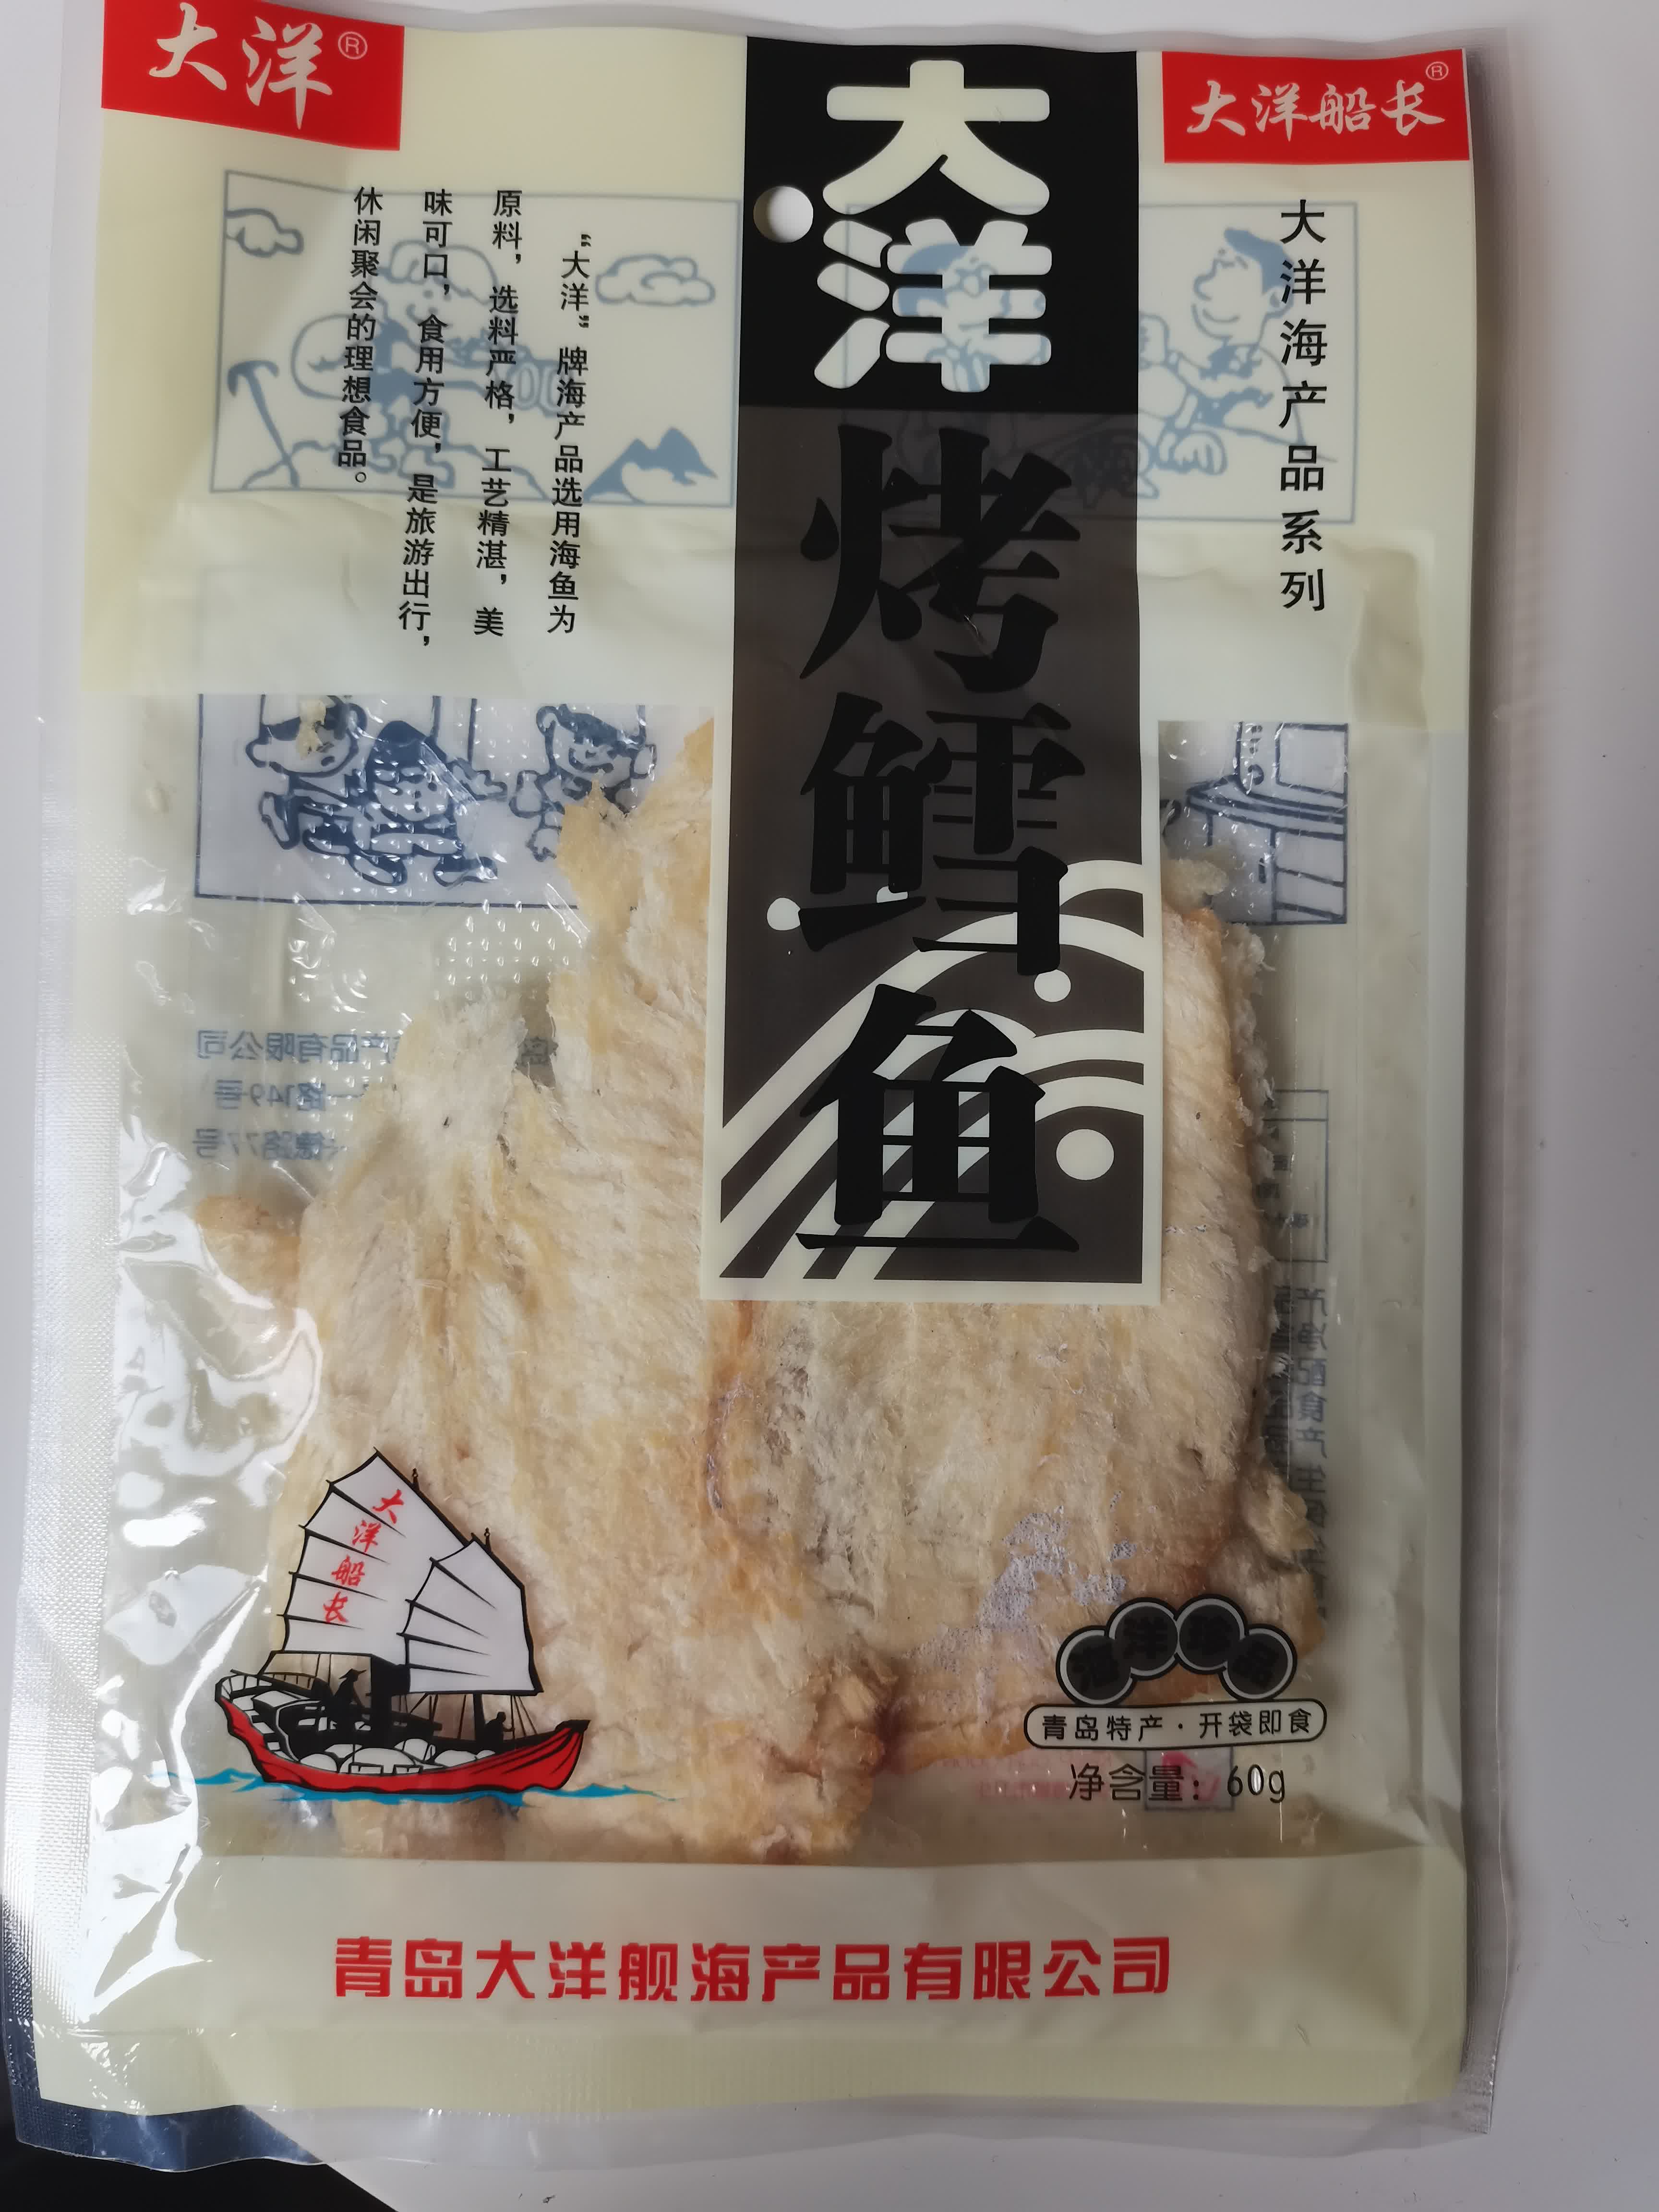 大洋®
大洋
烤鳕鱼
大洋船长®
大洋海产品系列
“大洋”牌海产品选用海鱼为
原料，选料严格，工艺精湛，美
味可口，食用方便，是旅游出行，
休闲聚会的理想食品。
大洋船长
海洋珍品
青岛特产·开袋即食
净含量：60g
青岛大洋舰海产品有限公司